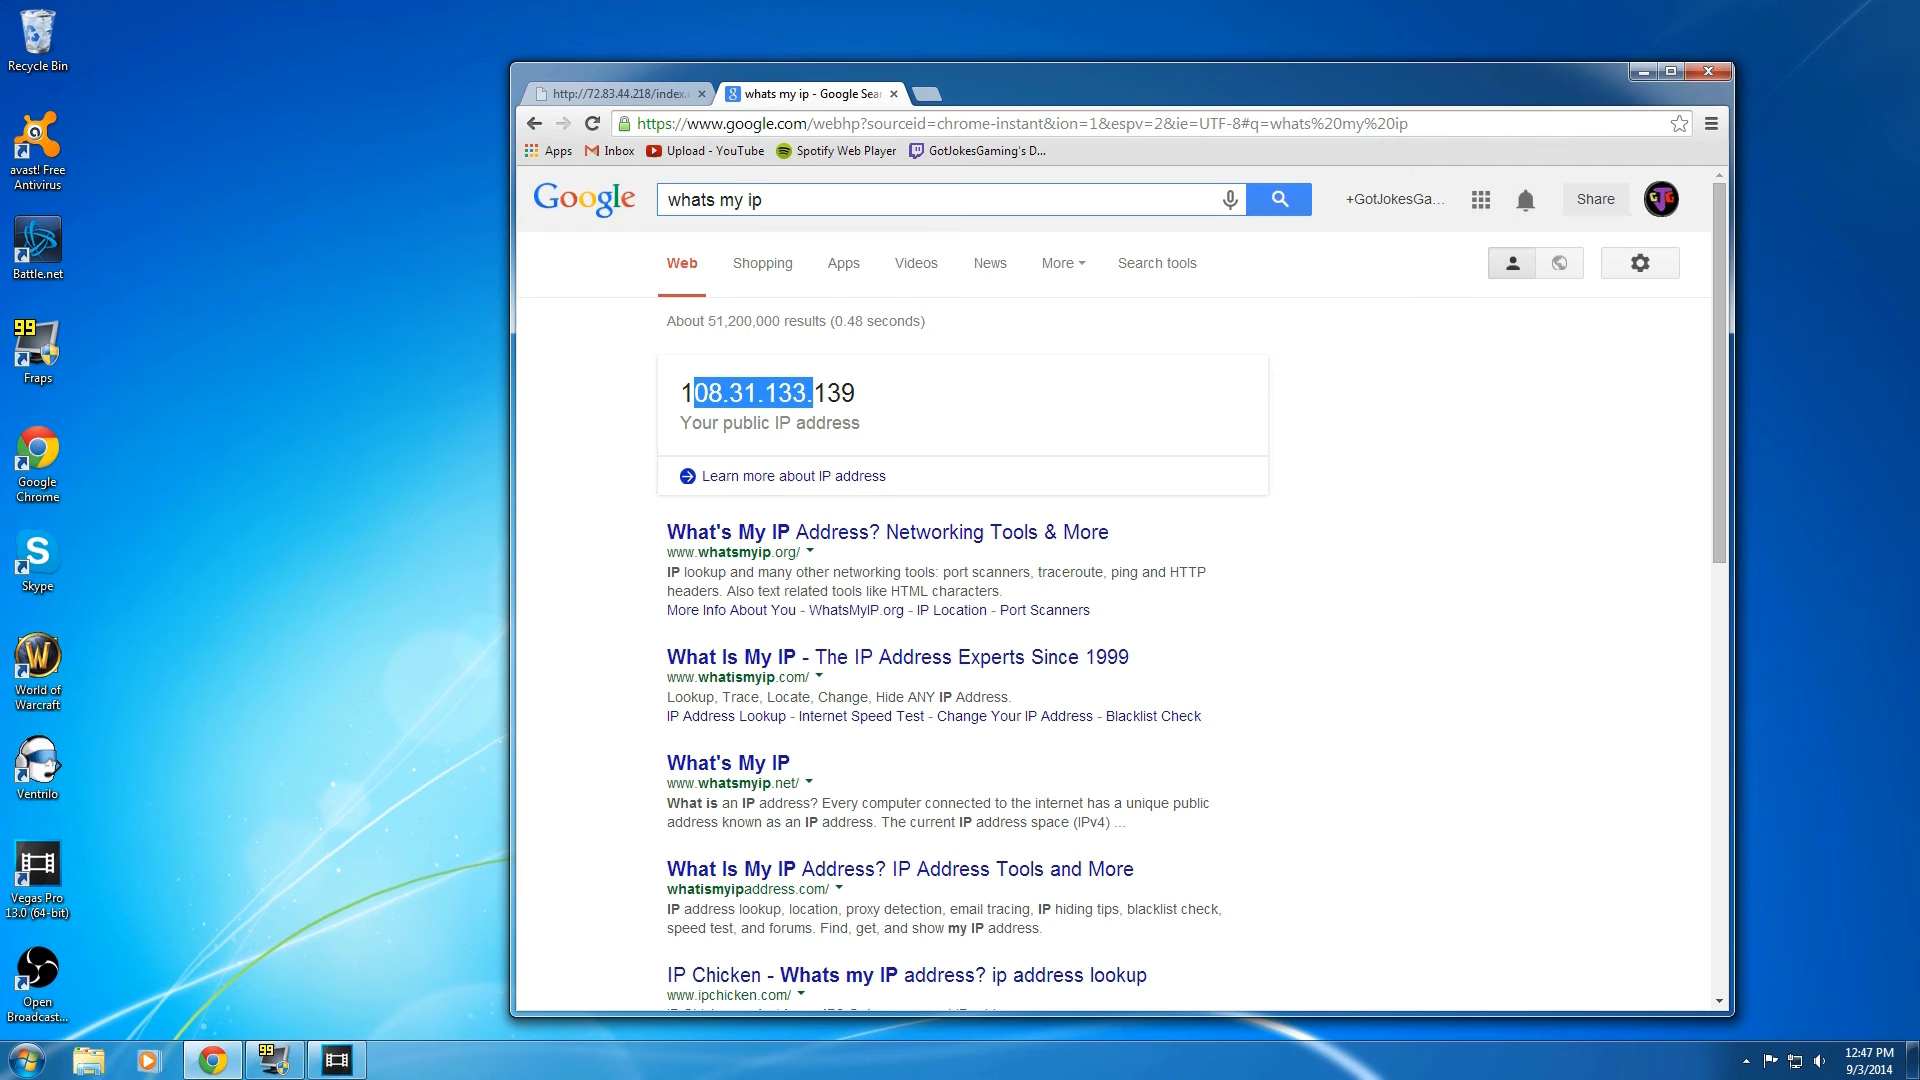 Recycle Bin
avast! Free
Antivirus
Battle.net
99
Fraps
Google
Chrome
S
Skype
W
World of
Warcraft
Ventrilo
Vegas Pro
13.0 (64-bit)
Open
Broadcast...
http://72.83.44.218/index.
whats my ip - Google Sear
https://www.google.com/webhp?sourceid=chrome-instant&ion=1&espv=2&ie=UTF-8#q=whats%20my%20ip
Apps Inbox Upload - YouTube Spotify Web Player GotJokesGaming's D...
Google
whats my ip
+GotJokesGa...
Share
GTG
Web Shopping Apps Videos News More Search tools
About 51,200,000 results (0.48 seconds)
108.31.133.139
Your public IP address
Learn more about IP address
What's My IP Address? Networking Tools & More
www.whatsmyip.org/
IP lookup and many other networking tools: port scanners, traceroute, ping and HTTP
headers. Also text related tools like HTML characters.
More Info About You - WhatsMyIP.org - IP Location - Port Scanners
What Is My IP - The IP Address Experts Since 1999
www.whatismyip.com/
Lookup, Trace, Locate, Change, Hide ANY IP Address.
IP Address Lookup - Internet Speed Test - Change Your IP Address - Blacklist Check
What's My IP
www.whatsmyip.net/
What is an IP address? Every computer connected to the internet has a unique public
address known as an IP address. The current IP address space (IPv4) ...
What Is My IP Address? IP Address Tools and More
whatismyipaddress.com/
IP address lookup, location, proxy detection, email tracing, IP hiding tips, blacklist check,
speed test, and forums. Find, get, and show my IP address.
IP Chicken - Whats my IP address? ip address lookup
www.ipchicken.com/
99
12:47 PM
9/3/2014